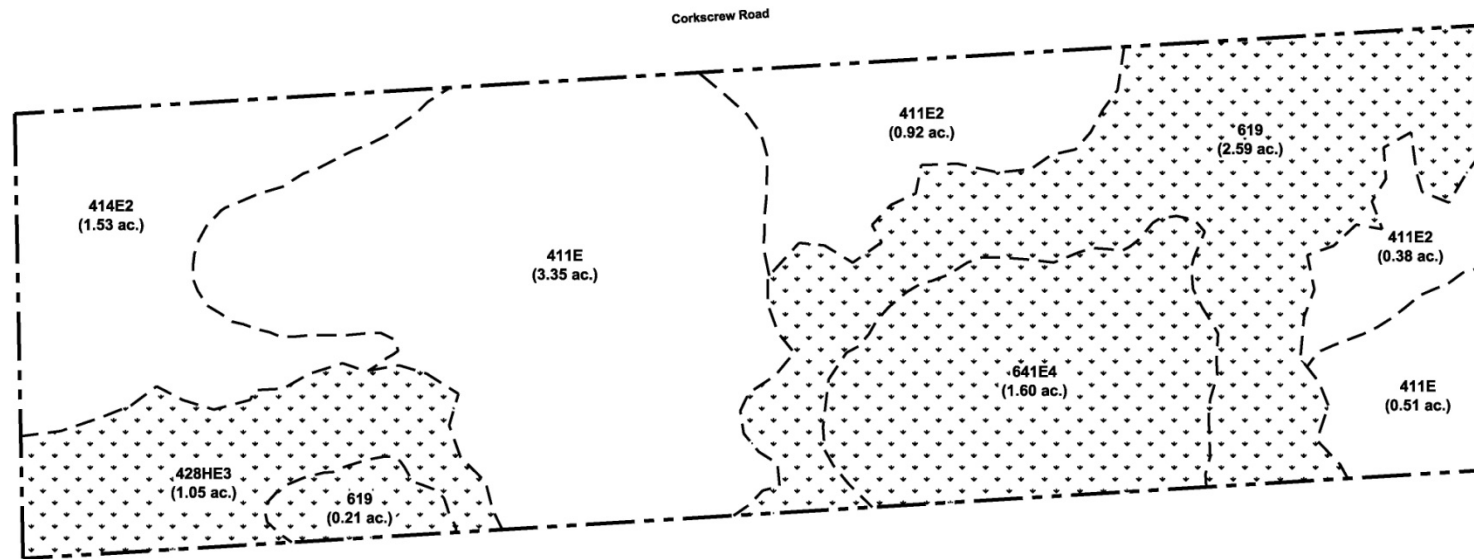 Corkscrew Road
411E2
(0.92 ac.)
619
(2.59 ac.)
414E2
(1.53 ac.)
411E
(3.35 ac.)
411E2
(0.38 ac.)
641E4
(1.60 ac.)
411E
(0.51 ac.)
428HE3
(1.05 ac.)
619
(0.21 ac.)